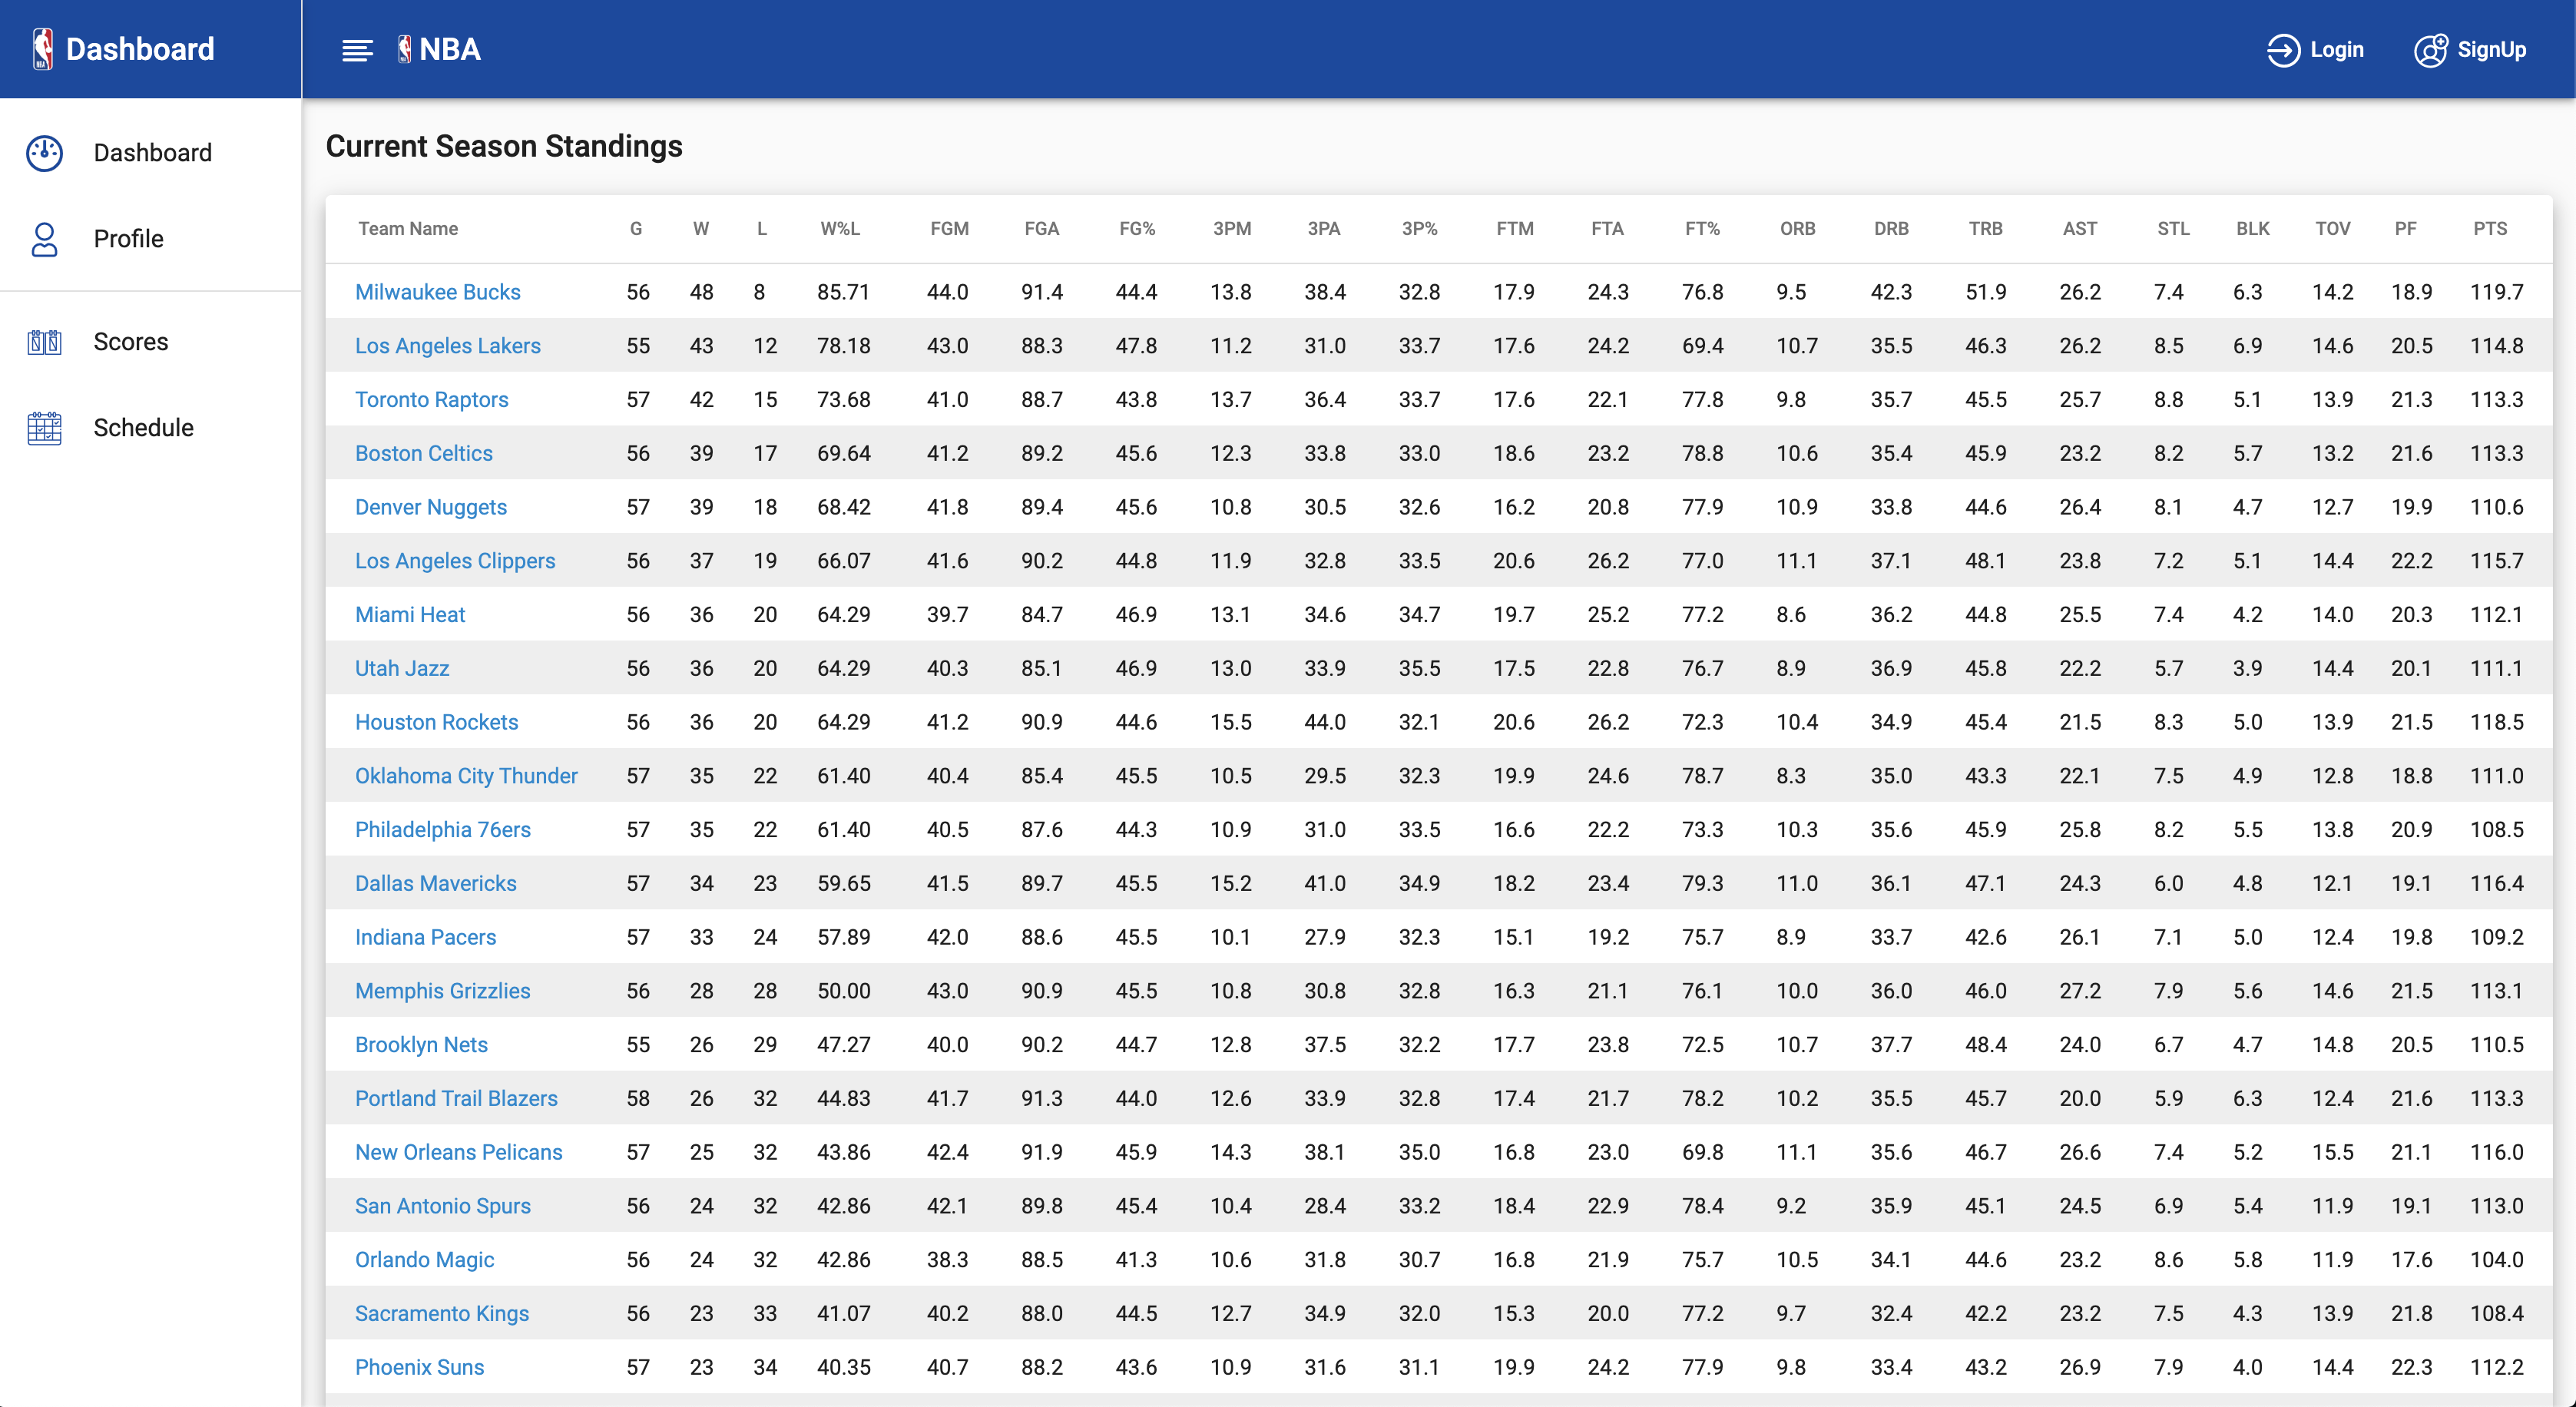 Dashboard
NBA
Login
SignUp
Dashboard
Profile
Scores
Schedule
Current Season Standings
Team Name G W L W%L FGM FGA FG% 3PM 3PA 3P% FTM FTA FT% ORB DRB TRB AST STL BLK TOV PF PTS
Milwaukee Bucks 56 48 8 85.71 44.0 91.4 44.4 13.8 38.4 32.8 17.9 24.3 76.8 9.5 42.3 51.9 26.2 7.4 6.3 14.2 18.9 119.7
Los Angeles Lakers 55 43 12 78.18 43.0 88.3 47.8 11.2 31.0 33.7 17.6 24.2 69.4 10.7 35.5 46.3 26.2 8.5 6.9 14.6 20.5 114.8
Toronto Raptors 57 42 15 73.68 41.0 88.7 43.8 13.7 36.4 33.7 17.6 22.1 77.8 9.8 35.7 45.5 25.7 8.8 5.1 13.9 21.3 113.3
Boston Celtics 56 39 17 69.64 41.2 89.2 45.6 12.3 33.8 33.0 18.6 23.2 78.8 10.6 35.4 45.9 23.2 8.2 5.7 13.2 21.6 113.3
Denver Nuggets 57 39 18 68.42 41.8 89.4 45.6 10.8 30.5 32.6 16.2 20.8 77.9 10.9 33.8 44.6 26.4 8.1 4.7 12.7 19.9 110.6
Los Angeles Clippers 56 37 19 66.07 41.6 90.2 44.8 11.9 32.8 33.5 20.6 26.2 77.0 11.1 37.1 48.1 23.8 7.2 5.1 14.4 22.2 115.7
Miami Heat 56 36 20 64.29 39.7 84.7 46.9 13.1 34.6 34.7 19.7 25.2 77.2 8.6 36.2 44.8 25.5 7.4 4.2 14.0 20.3 112.1
Utah Jazz 56 36 20 64.29 40.3 85.1 46.9 13.0 33.9 35.5 17.5 22.8 76.7 8.9 36.9 45.8 22.2 5.7 3.9 14.4 20.1 111.1
Houston Rockets 56 36 20 64.29 41.2 90.9 44.6 15.5 44.0 32.1 20.6 26.2 72.3 10.4 34.9 45.4 21.5 8.3 5.0 13.9 21.5 118.5
Oklahoma City Thunder 57 35 22 61.40 40.4 85.4 45.5 10.5 29.5 32.3 19.9 24.6 78.7 8.3 35.0 43.3 22.1 7.5 4.9 12.8 18.8 111.0
Philadelphia 76ers 57 35 22 61.40 40.5 87.6 44.3 10.9 31.0 33.5 16.6 22.2 73.3 10.3 35.6 45.9 25.8 8.2 5.5 13.8 20.9 108.5
Dallas Mavericks 57 34 23 59.65 41.5 89.7 45.5 15.2 41.0 34.9 18.2 23.4 79.3 11.0 36.1 47.1 24.3 6.0 4.8 12.1 19.1 116.4
Indiana Pacers 57 33 24 57.89 42.0 88.6 45.5 10.1 27.9 32.3 15.1 19.2 75.7 8.9 33.7 42.6 26.1 7.1 5.0 12.4 19.8 109.2
Memphis Grizzlies 56 28 28 50.00 43.0 90.9 45.5 10.8 30.8 32.8 16.3 21.1 76.1 10.0 36.0 46.0 27.2 7.9 5.6 14.6 21.5 113.1
Brooklyn Nets 55 26 29 47.27 40.0 90.2 44.7 12.8 37.5 32.2 17.7 23.8 72.5 10.7 37.7 48.4 24.0 6.7 4.7 14.8 20.5 110.5
Portland Trail Blazers 58 26 32 44.83 41.7 91.3 44.0 12.6 33.9 32.8 17.4 21.7 78.2 10.2 35.5 45.7 20.0 5.9 6.3 12.4 21.6 113.3
New Orleans Pelicans 57 25 32 43.86 42.4 91.9 45.9 14.3 38.1 35.0 16.8 23.0 69.8 11.1 35.6 46.7 26.6 7.4 5.2 15.5 21.1 116.0
San Antonio Spurs 56 24 32 42.86 42.1 89.8 45.4 10.4 28.4 33.2 18.4 22.9 78.4 9.2 35.9 45.1 24.5 6.9 5.4 11.9 19.1 113.0
Orlando Magic 56 24 32 42.86 38.3 88.5 41.3 10.6 31.8 30.7 16.8 21.9 75.7 10.5 34.1 44.6 23.2 8.6 5.8 11.9 17.6 104.0
Sacramento Kings 56 23 33 41.07 40.2 88.0 44.5 12.7 34.9 32.0 15.3 20.0 77.2 9.7 32.4 42.2 23.2 7.5 4.3 13.9 21.8 108.4
Phoenix Suns 57 23 34 40.35 40.7 88.2 43.6 10.9 31.6 31.1 19.9 24.2 77.9 9.8 33.4 43.2 26.9 7.9 4.0 14.4 22.3 112.2